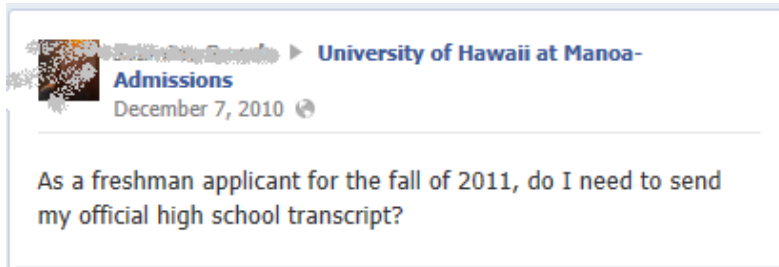 ▶ University of Hawaii at Manoa-
Admissions
December 7, 2010
As a freshman applicant for the fall of 2011, do I need to send
my official high school transcript?